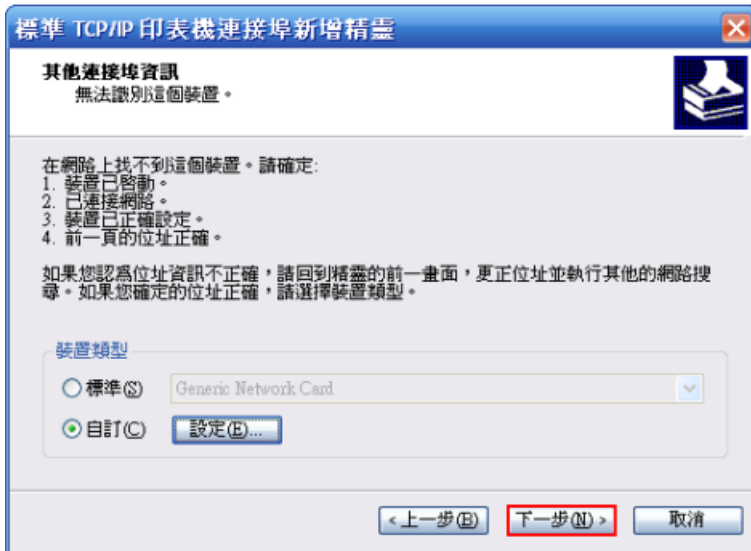 標準 TCP/IP 印表機連接埠新增精靈
其他連接埠資訊
無法識別這個裝置。
在網路上找不到這個裝置。請確定:
1. 裝置已啓動。
2. 已連接網路。
3. 裝置已正確設定。
4. 前一頁的位址正確。
如果您認爲位址資訊不正確，請回到精靈的前一畫面，更正位址並執行其他的網路搜
尋。如果您確定的位址正確，請選擇裝置類型。
裝置類型
標準(S) Generic Network Card
自訂(C) 設定(E)...
<上一步(B) 下一步(N)> 取消